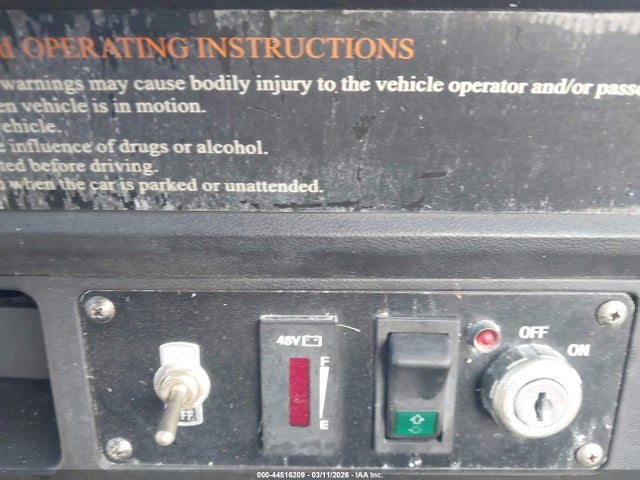 d OPERATING INSTRUCTIONS
warnings may cause bodily injury to the vehicle operator and/or passe
en vehicle is in motion.
vehicle.
e influence of drugs or alcohol.
ted before driving.
n when the car is parked or unattended.
48V
F
E
OFF
ON
OFF.
000-44516209 - 03/11/2026 - IAA Inc.